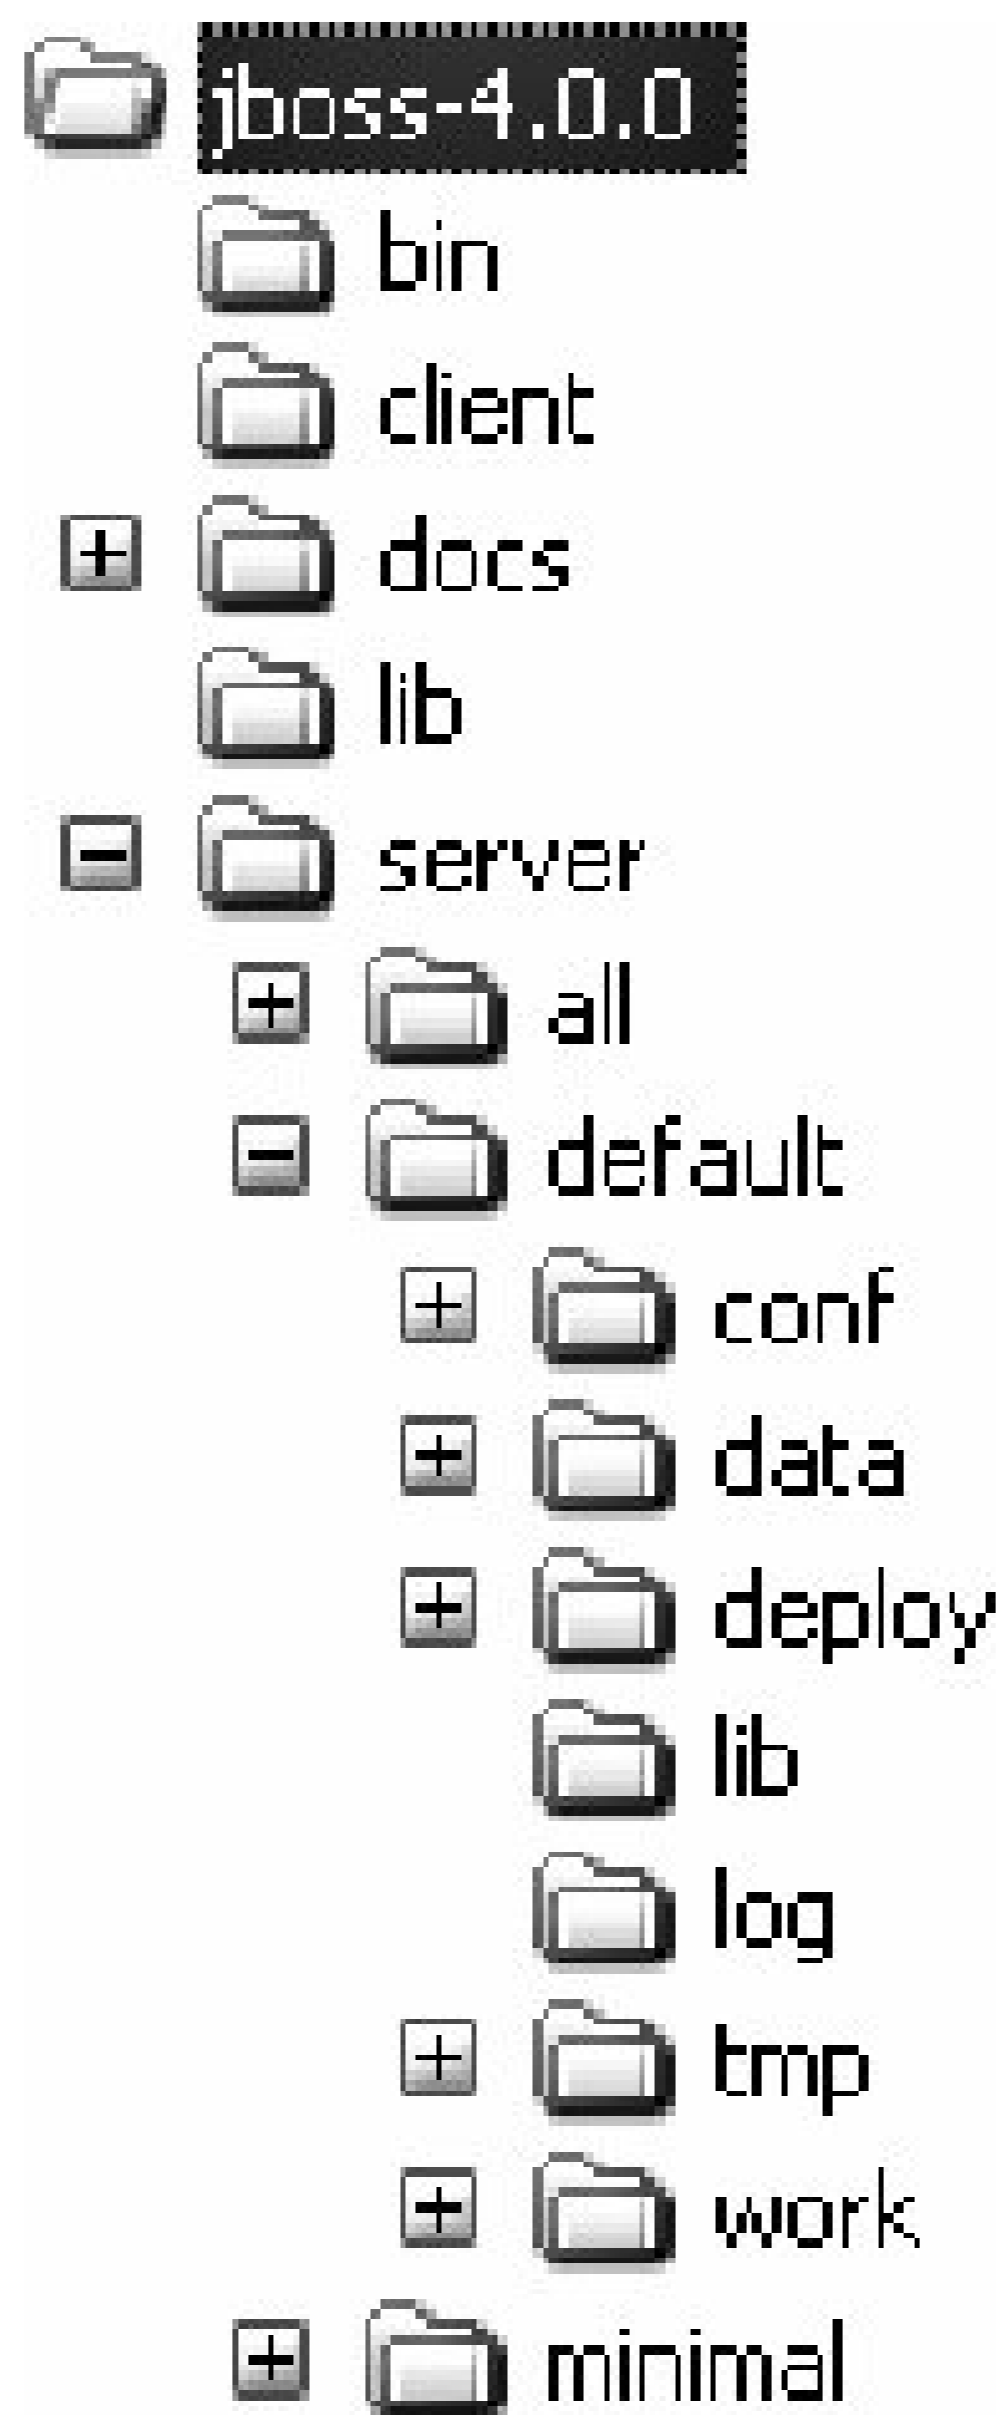 jboss-4.0.0
bin
client
docs
lib
server
all
default
conf
data
deploy
lib
log
tmp
work
minimal